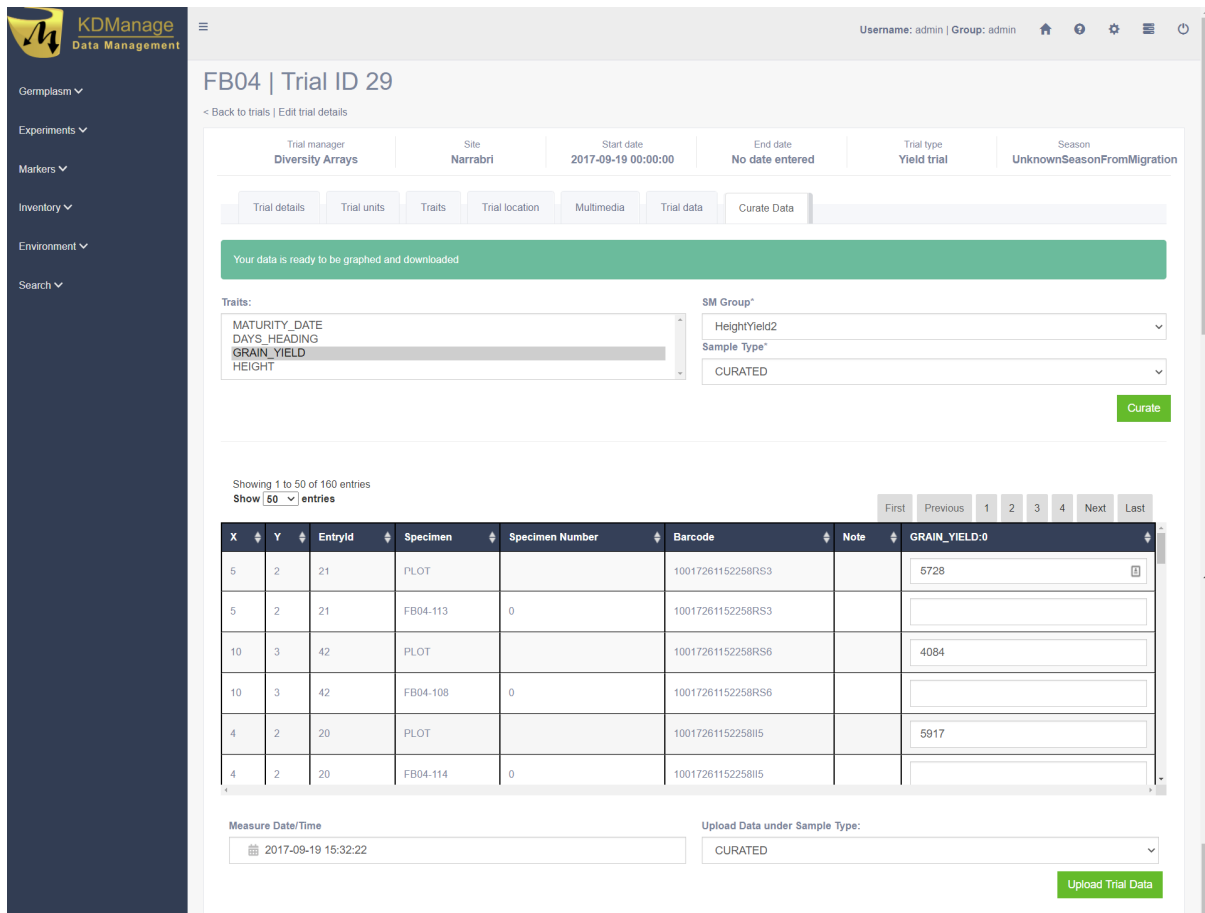 KDManage
Data Management
Username: admin | Group: admin
Germplasm
Experiments
Markers
Inventory
Environment
Search
FB04 | Trial ID 29
< Back to trials | Edit trial details
Trial manager Site Start date End date Trial type Season
Diversity Arrays Narrabri 2017-09-19 00:00:00 No date entered Yield trial UnknownSeasonFromMigration
Trial details Trial units Traits Trial location Multimedia Trial data Curate Data
Your data is ready to be graphed and downloaded
Traits:
MATURITY_DATE
DAYS_HEADING
GRAIN_YIELD
HEIGHT
SM Group*
HeightYield2
Sample Type*
CURATED
Curate
Showing 1 to 50 of 160 entries
Show 50 entries
First Previous 1 2 3 4 Next Last
X Y EntryId Specimen Specimen Number Barcode Note GRAIN_YIELD:0
5 2 21 PLOT 10017261152258RS3 5728
5 2 21 FB04-113 0 10017261152258RS3
10 3 42 PLOT 10017261152258RS6 4084
10 3 42 FB04-108 0 10017261152258RS6
4 2 20 PLOT 10017261152258II5 5917
4 2 20 FB04-114 0 10017261152258II5
Measure Date/Time
2017-09-19 15:32:22
Upload Data under Sample Type:
CURATED
Upload Trial Data